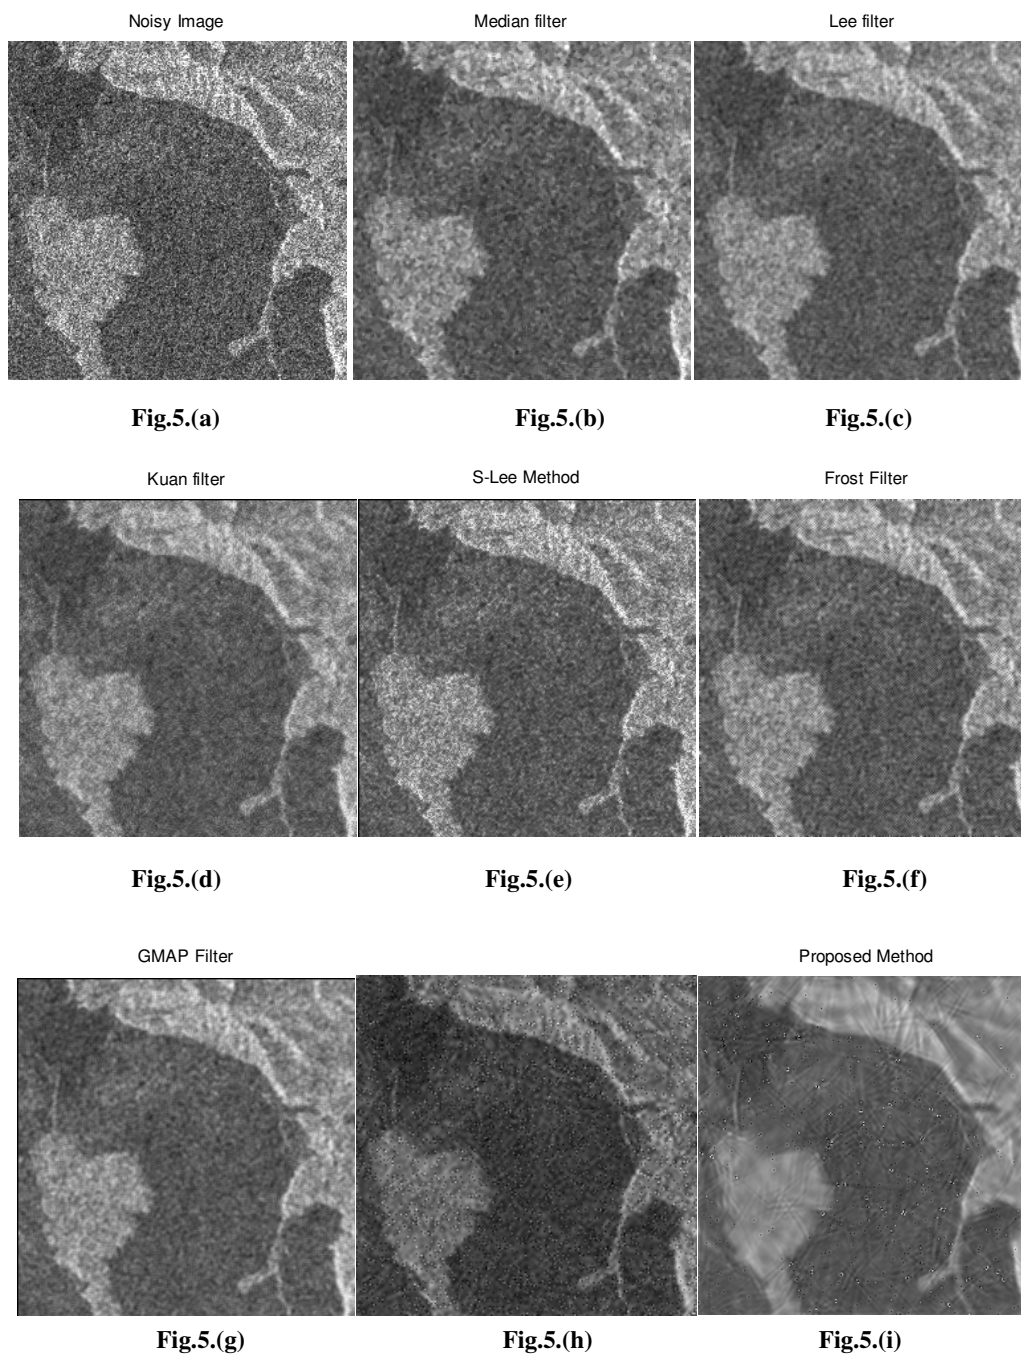 Noisy Image
Median filter
Lee filter
Fig.5.(a)
Fig.5.(b)
Fig.5.(c)
Kuan filter
S-Lee Method
Frost Filter
Fig.5.(d)
Fig.5.(e)
Fig.5.(f)
GMAP Filter
Proposed Method
Fig.5.(g)
Fig.5.(h)
Fig.5.(i)